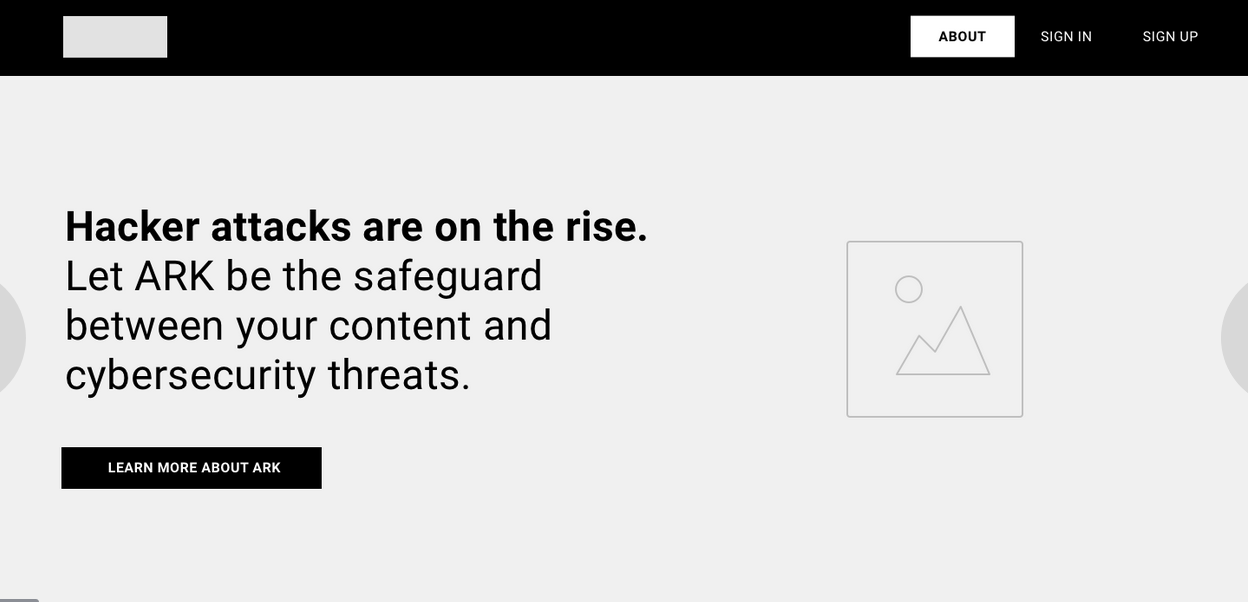 ABOUT SIGN IN SIGN UP
Hacker attacks are on the rise.
Let ARK be the safeguard
between your content and
cybersecurity threats.
LEARN MORE ABOUT ARK